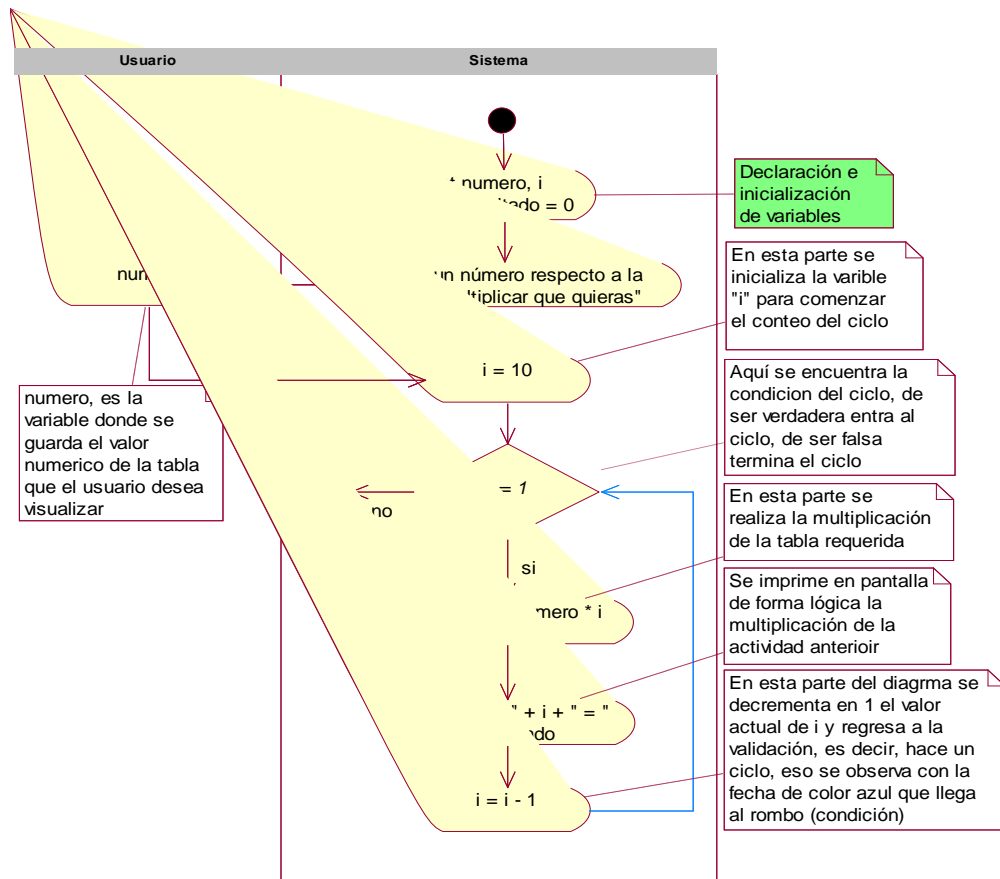 Usuario
Sistema
numero, i
= 0
Declaración e
inicialización
de variables
un número respecto a la
que quieras"
En esta parte se
inicializa la varible
"i" para comenzar
el conteo del ciclo
i = 10
numero, es la
variable donde se
guarda el valor
numerico de la tabla
que el usuario desea
visualizar
Aquí se encuentra la
condicion del ciclo, de
ser verdadera entra al
ciclo, de ser falsa
termina el ciclo
= 1
no
si
En esta parte se
realiza la multiplicación
de la tabla requerida
* i
Se imprime en pantalla
de forma lógica la
multiplicación de la
actividad anterioir
" + i + " = "
i = i - 1
En esta parte del diagrma se
decrementa en 1 el valor
actual de i y regresa a la
validación, es decir, hace un
ciclo, eso se observa con la
fecha de color azul que llega
al rombo (condición)